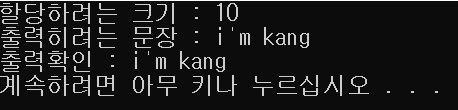 할당하려는 크기 : 10
출력히려는 문장 : i'm kang
출력확인 : i'm kang
계속하려면 아무 키나 누르십시오 . . .